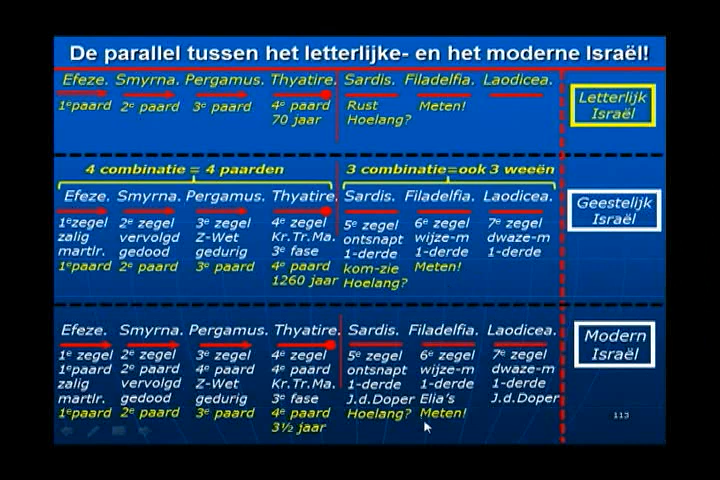 De parallel tussen het letterlijke- en het moderne Israël!
Efeze. Smyrna. Pergamus. Thyatire. Sardis. Filadelfia. Laodicea.
1e paard 2e paard 3e paard 4e paard Rust Meten!
70 jaar Hoelang?
Letterlijk
Israël
4 combinatie = 4 paarden 3 combinatie=ook 3 weeën
Efeze. Smyrna. Pergamus. Thyatire. Sardis. Filadelfia. Laodicea.
1e zegel 2e zegel 3e zegel 4e zegel 5e zegel 6e zegel 7e zegel
zalig vervolgd Z-Wet Kr.Tr.Ma. ontsnapt wijze-m dwaze-m
martlr. gedood gedurig 3e fase 1-derde 1-derde 1-derde
1e paard 2e paard 3e paard 4e paard kom-zie Meten!
1260 jaar Hoelang?
Geestelijk
Israël
Efeze. Smyrna. Pergamus. Thyatire. Sardis. Filadelfia. Laodicea.
1e zegel 2e zegel 3e zegel 4e zegel 5e zegel 6e zegel 7e zegel
1e paard 2e paard 4e paard 4e paard ontsnapt wijze-m dwaze-m
zalig vervolgd Z-Wet Kr.Tr.Ma. 1-derde 1-derde 1-derde
martlr. gedood gedurig 3e fase J.d.Doper Elia's J.d.Doper
1e paard 2e paard 3e paard 4e paard Hoelang? Meten!
3½ jaar
Modern
Israël
113